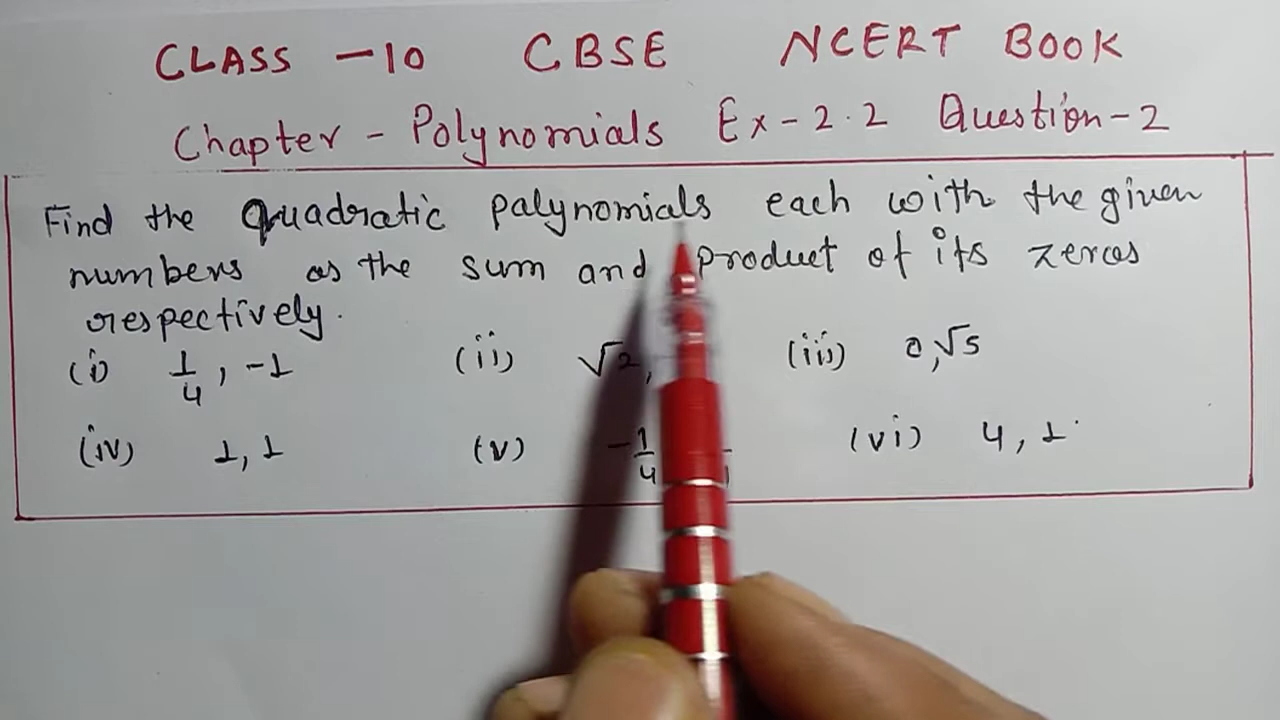 CLASS -10 CBSE NCERT BOOK
Chapter - Polynomials Ex-2.2 Question-2
Find the quadratic palynomials each with the given
numbers as the sum and product of its zeroes
respectively.
(i) 1/4, -1 (ii) √2, (iii) 0,√5
(iv) 1, 1 (v) -1/4 (vi) 4, 1